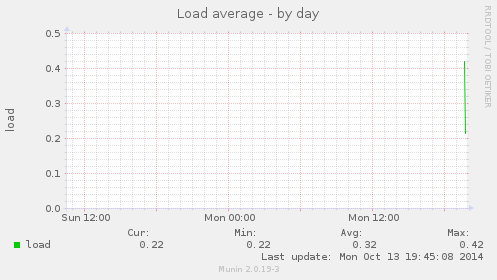 Load average - by day
RRDTOOL / TOBI OETIKER
load
0.5
0.4
0.3
0.2
0.1
0.0
Sun 12:00 Mon 00:00 Mon 12:00
Cur: Min: Avg: Max:
load 0.22 0.22 0.32 0.42
Last update: Mon Oct 13 19:45:08 2014
Munin 2.0.19-3